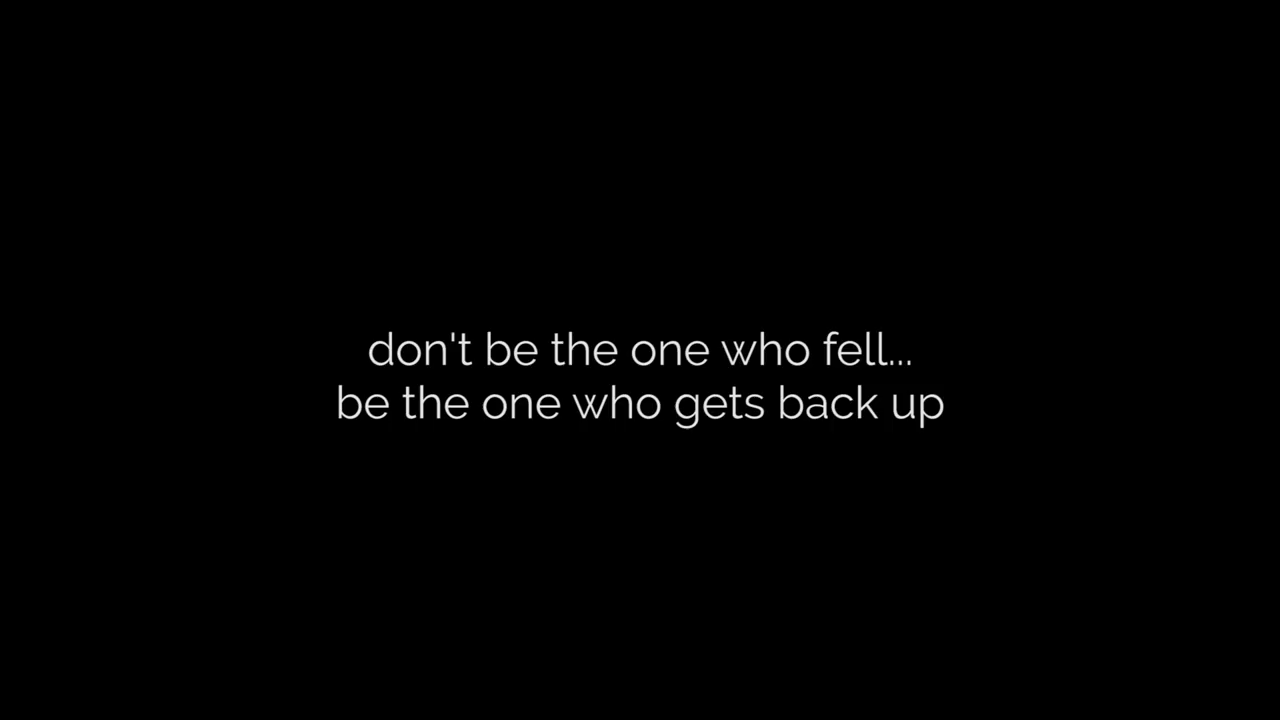 don't be the one who fell...
be the one who gets back up